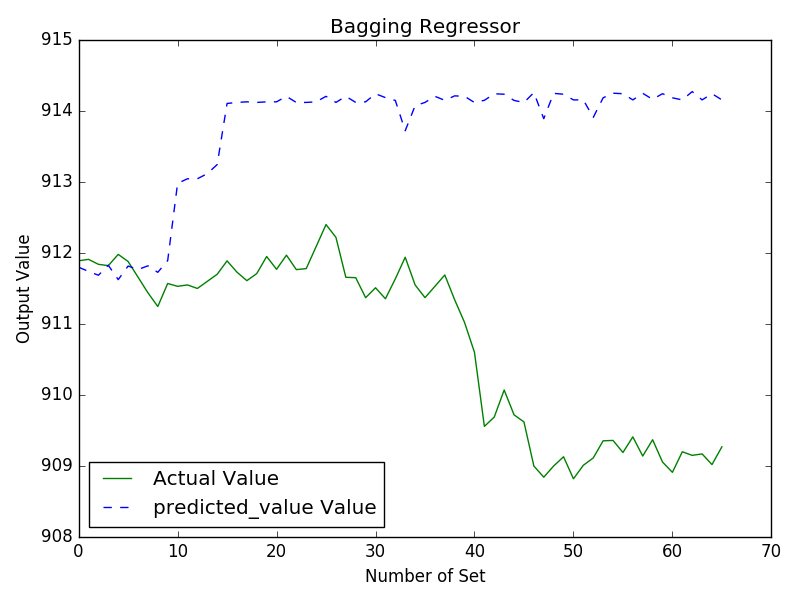 Bagging Regressor
915
914
913
912
911
910
909
908
Output Value
Actual Value
predicted_value Value
0 10 20 30 40 50 60 70
Number of Set